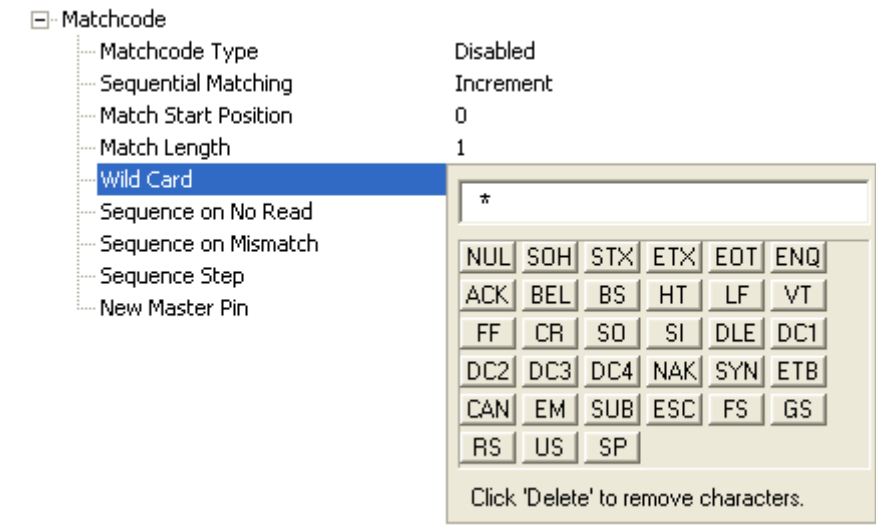 Matchcode
Matchcode Type Disabled
Sequential Matching Increment
Match Start Position 0
Match Length 1
Wild Card
*
Sequence on No Read
Sequence on Mismatch
Sequence Step
New Master Pin
NUL SOH STX ETX EOT ENQ
ACK BEL BS HT LF VT
FF CR SO SI DLE DC1
DC2 DC3 DC4 NAK SYN ETB
CAN EM SUB ESC FS GS
RS US SP
Click 'Delete' to remove characters.